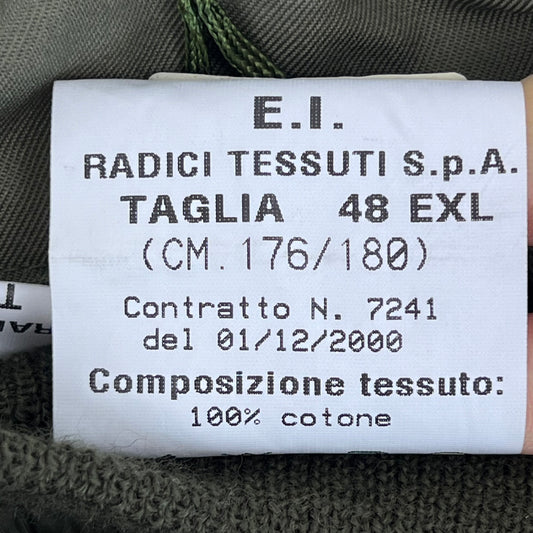 E.I.
RADICI TESSUTI S.p.A.
TAGLIA 48 EXL
(CM.176/180)
Contratto N. 7241
del 01/12/2000
Composizione tessuto:
100% cotone